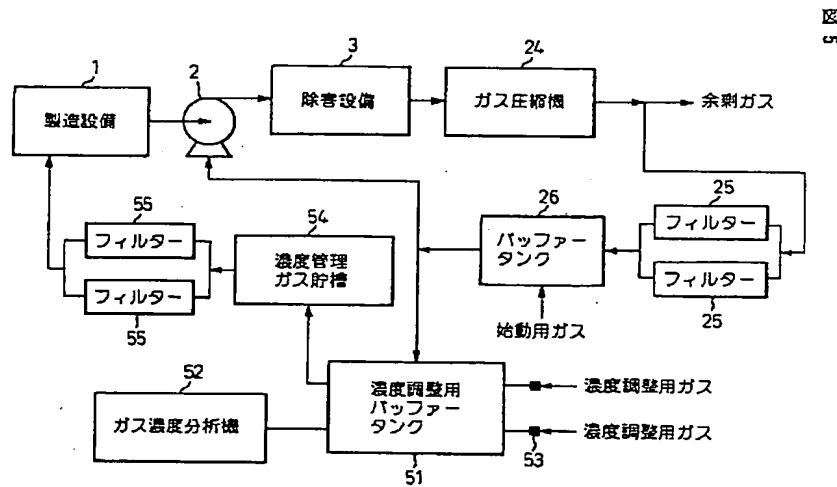 図
5
1
製造設備
2
3
除害設備
24
ガス圧縮機
余剰ガス
55
フィルター
フィルター
55
54
濃度管理
ガス貯槽
26
バッファー
タンク
始動用ガス
25
フィルター
フィルター
25
52
ガス濃度分析機
濃度調整用
バッファー
タンク
51
濃度調整用ガス
濃度調整用ガス
53